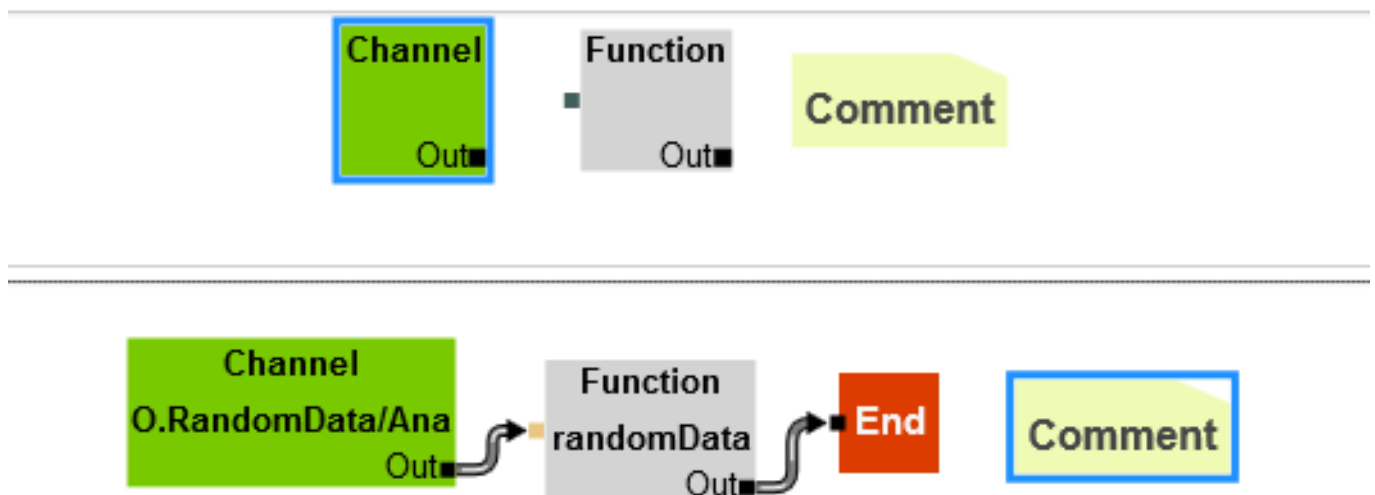 Channel
Out
Function
Out
Comment
Channel
O.RandomData/Ana
Out
Function
randomData
Out
End
Comment